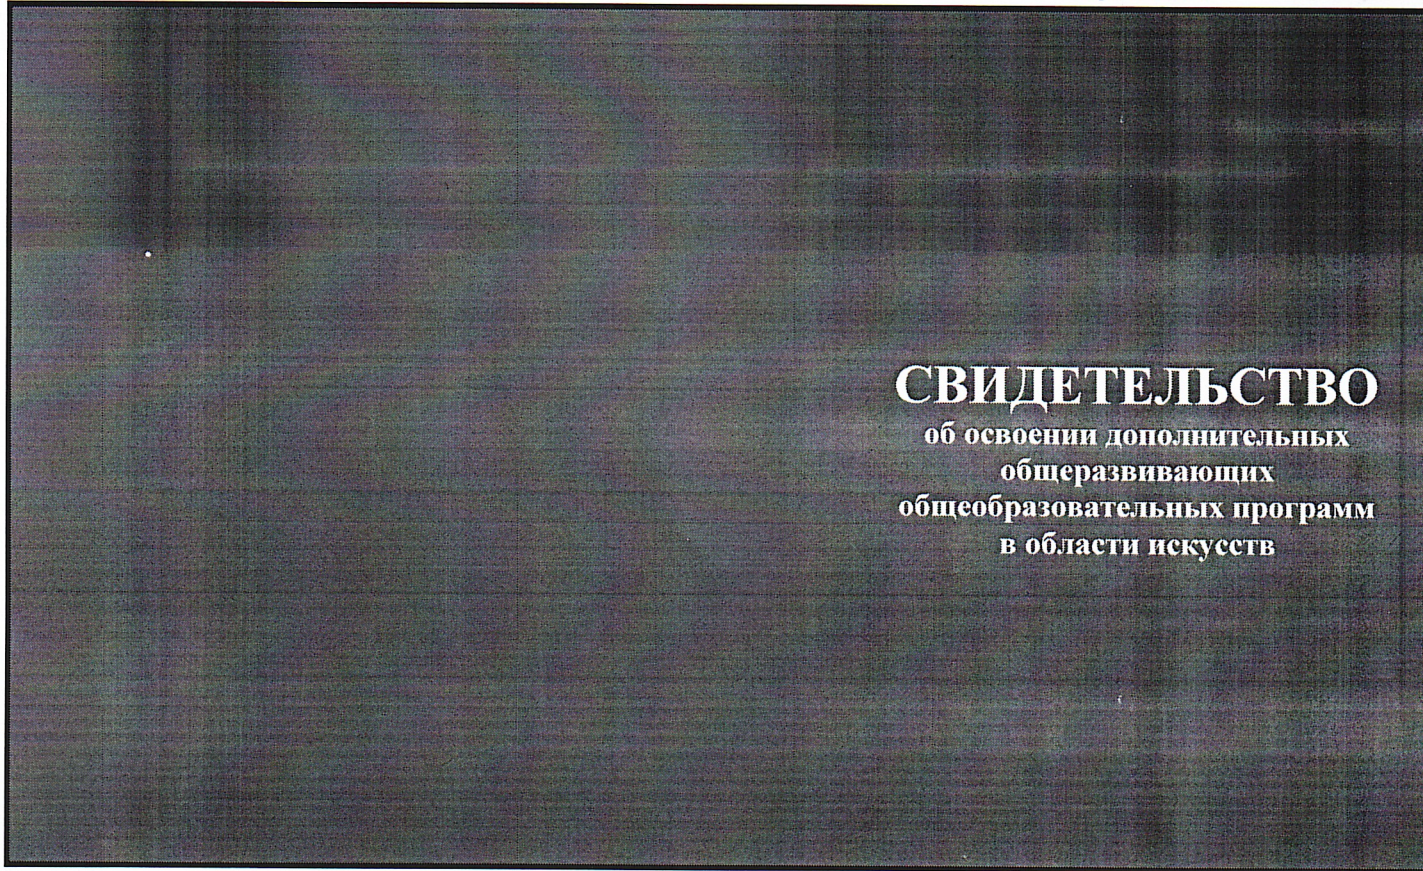 СВИДЕТЕЛЬСТВО
об освоении дополнительных
общеразвивающих
общеобразовательных программ
в области искусств